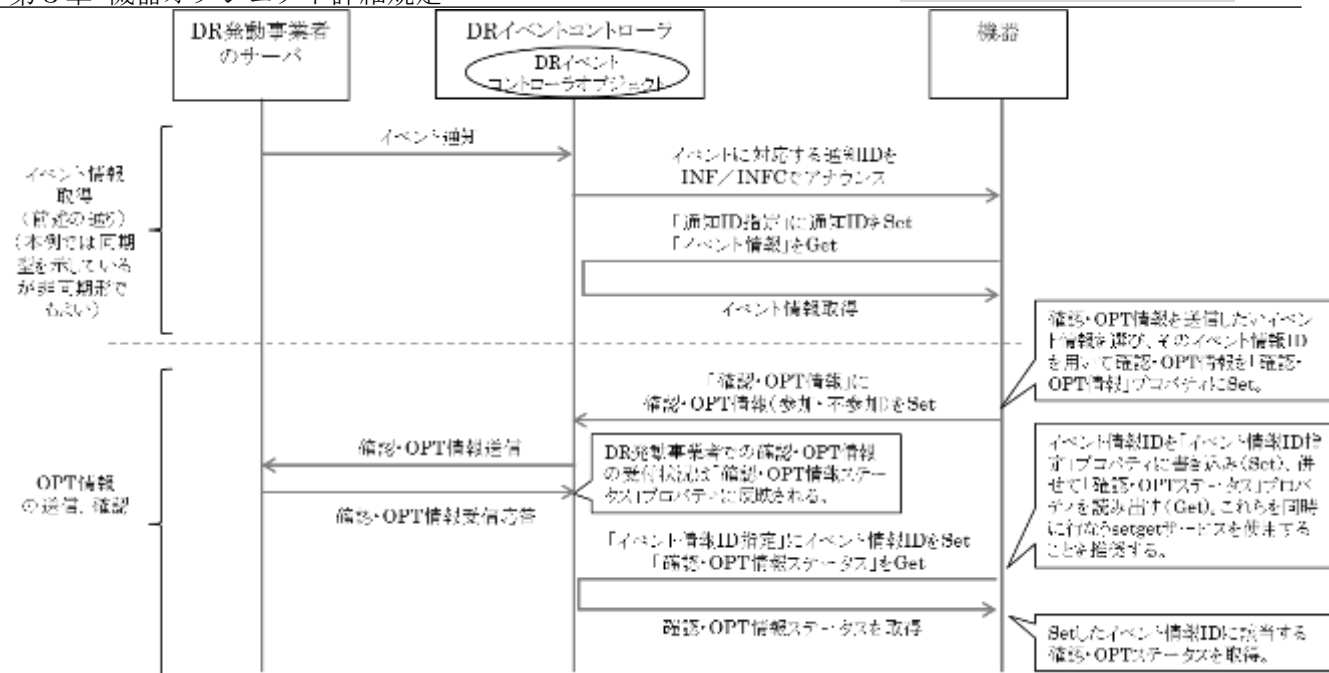 第3章 機器オブジェクト詳細規定
DR発動事業者
のサーバ
DRイベントコントローラ
DRイベント
コントローラオブジェクト
機器
イベント通知
イベントに対応する通知IDを
INF/INFCでアナウンス
イベント情報
取得
(前述の通り)
(本例では同期
型を示している
が非同期形で
もよい)
「通知ID指定」に通知IDをSet
「イベント情報」をGet
イベント情報取得
確認・OPT情報を送信したいイベン
ト情報を選び、そのイベント情報ID
を用いて確認・OPT情報を「確認・
OPT情報」プロパティにSet。
「確認・OPT情報」に
確認・OPT情報(参加・不参加)をSet
確認・OPT情報送信
DR発動事業者での確認・OPT情報
の受付状況は「確認・OPT情報ステー
タス」プロパティに反映される。
イベント情報IDを「イベント情報ID指
定」プロパティに書き込み(Set)、併
せて「確認・OPTステータス」プロパ
ティを読み出す(Get)。これらを同時
に行なうsetgetサービスを使用する
ことを推奨する。
OPT情報
の送信、確認
確認・OPT情報受信応答
「イベント情報ID指定」にイベント情報IDをSet
「確認・OPT情報ステータス」をGet
確認・OPT情報ステータスを取得
Setしたイベント情報IDに該当する
確認・OPTステータスを取得。